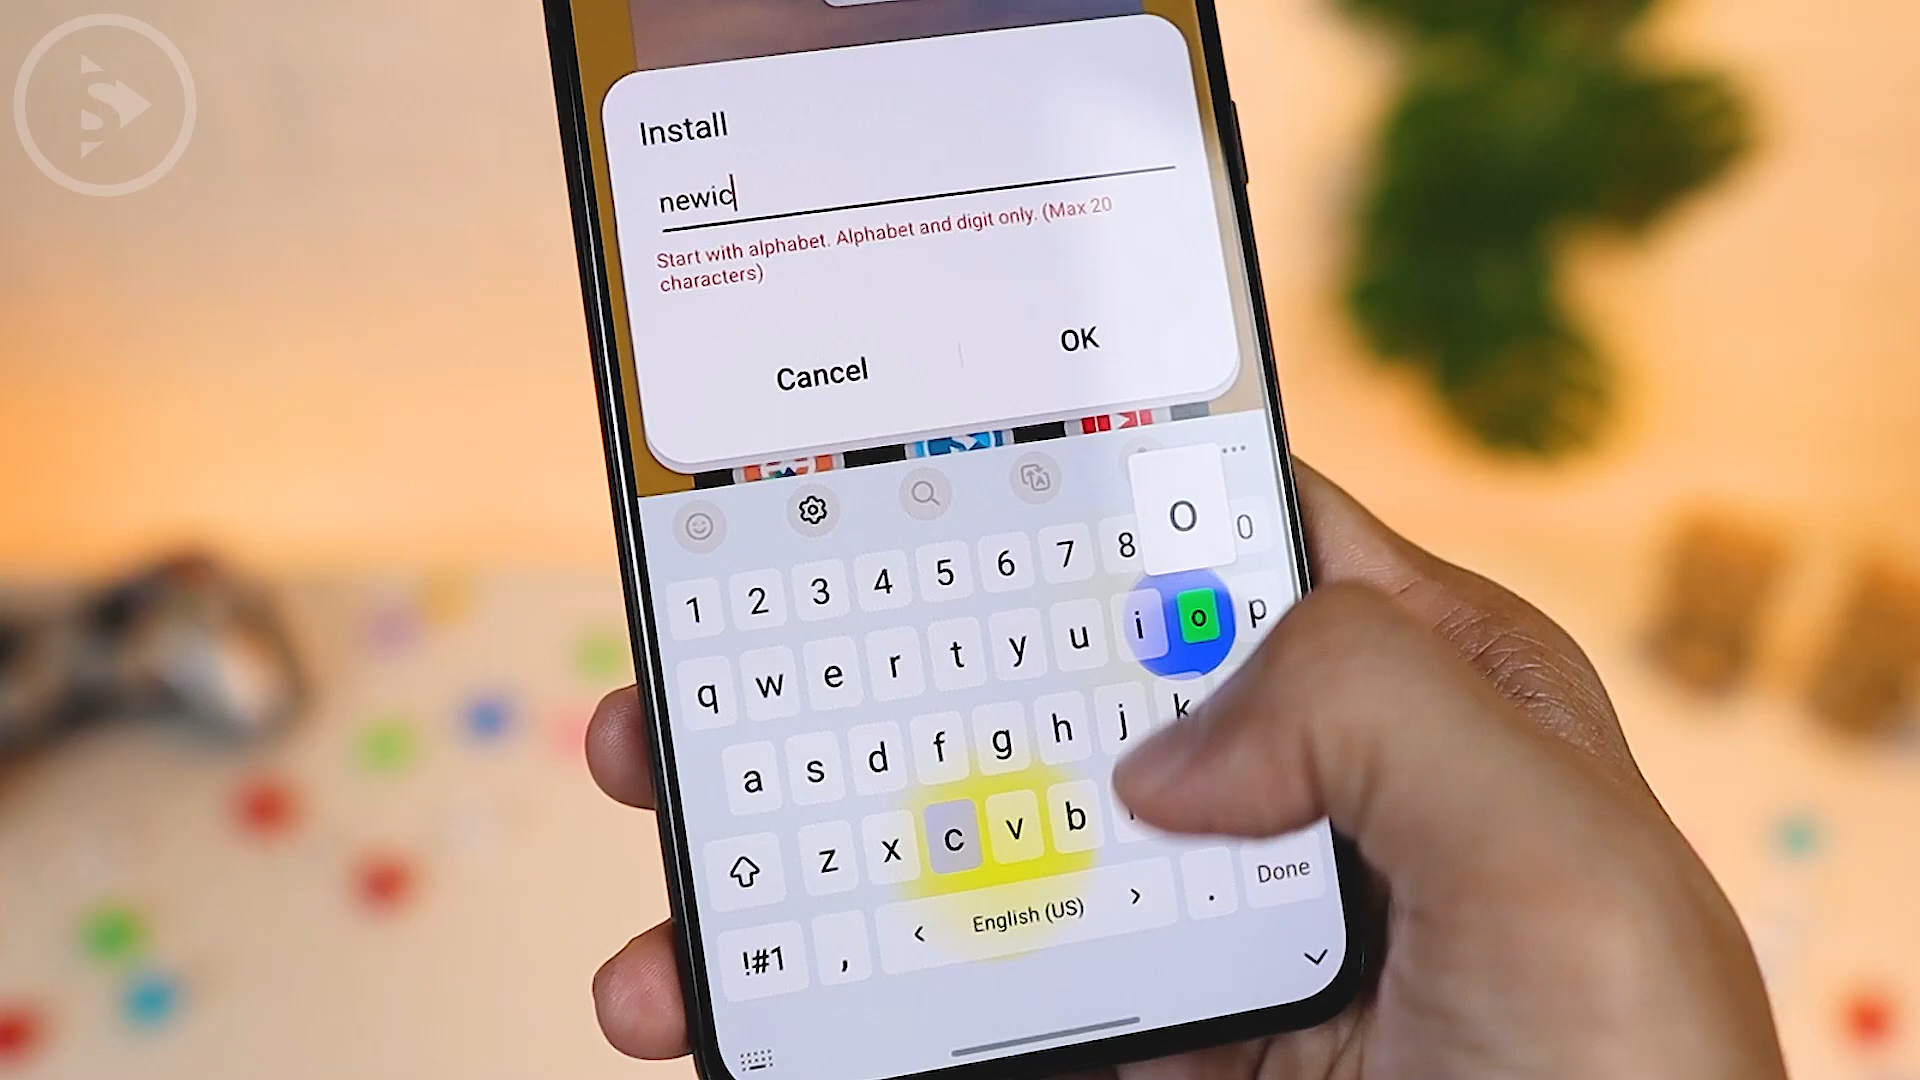 S
Install
newic
Start with alphabet. Alphabet and digit only. (Max 20
characters)
Cancel
OK
O
1 2 3 4 5 6 7 8 0
q w e r t y u i o p
a s d f g h j k
z x c v b
!#1 , < English (US) > . Done